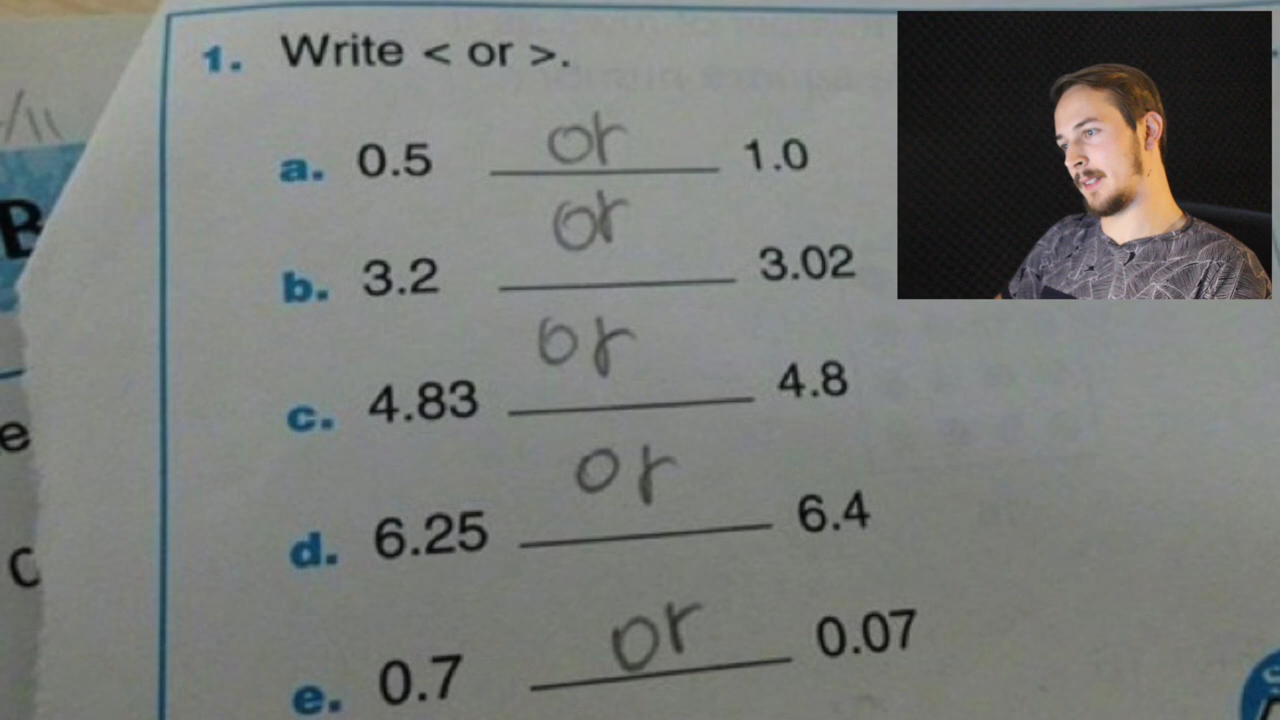 1. Write < or >.
a. 0.5 or 1.0
b. 3.2 or 3.02
c. 4.83 or 4.8
d. 6.25 or 6.4
e. 0.7 or 0.07
B
e